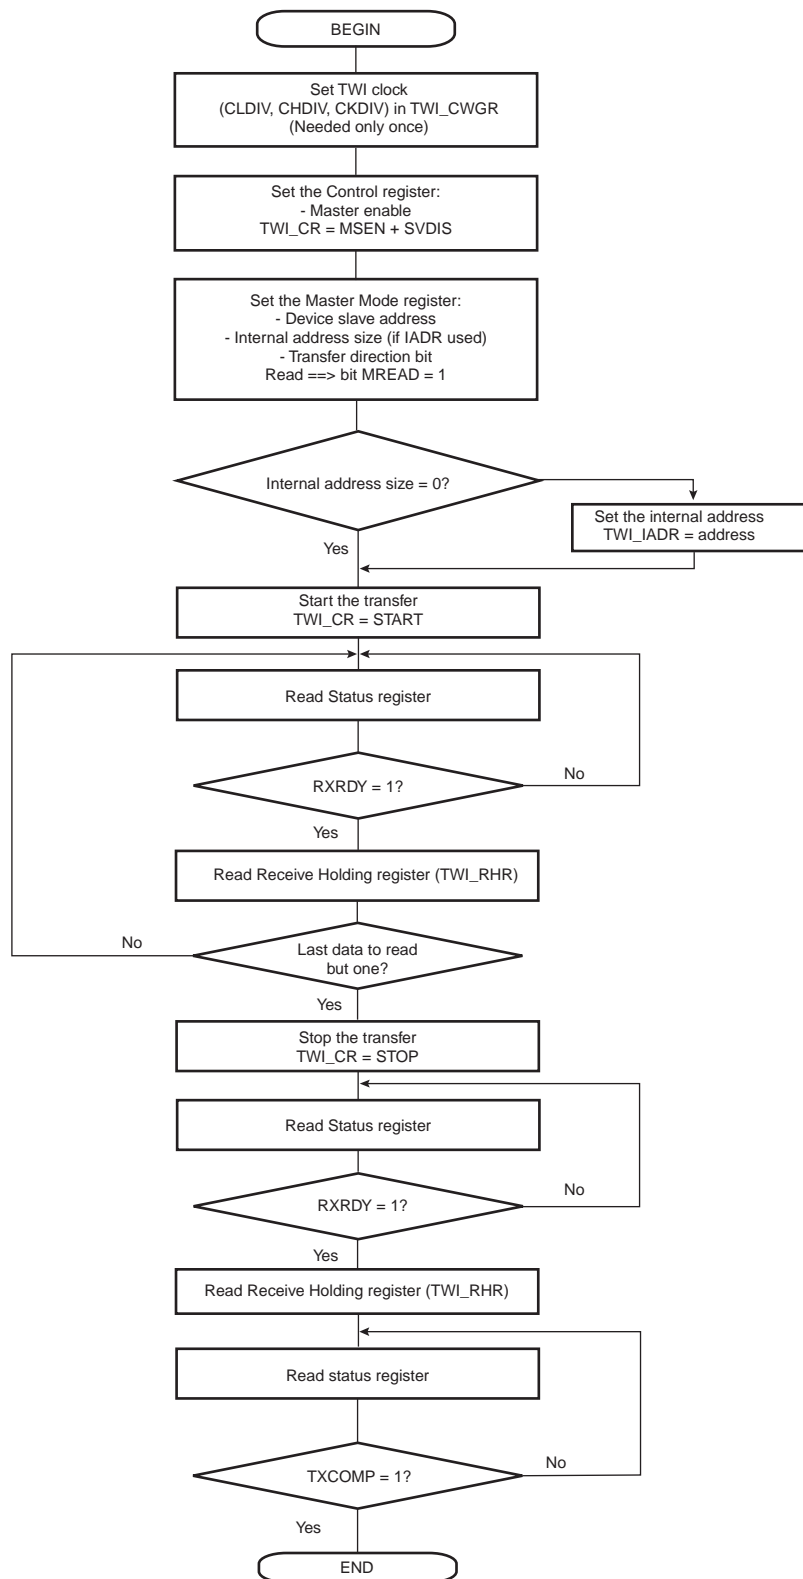 BEGIN
Set TWI clock
(CLDIV, CHDIV, CKDIV) in TWI_CWGR
(Needed only once)
Set the Control register:
- Master enable
TWI_CR = MSEN + SVDIS
Set the Master Mode register:
- Device slave address
- Internal address size (if IADR used)
- Transfer direction bit
Read ==> bit MREAD = 1
Internal address size = 0?
Set the internal address
TWI_IADR = address
Yes
Start the transfer
TWI_CR = START
Read Status register
RXRDY = 1?
No
Yes
Read Receive Holding register (TWI_RHR)
No
Last data to read
but one?
Yes
Stop the transfer
TWI_CR = STOP
Read Status register
RXRDY = 1?
No
Yes
Read Receive Holding register (TWI_RHR)
Read status register
TXCOMP = 1?
No
Yes
END